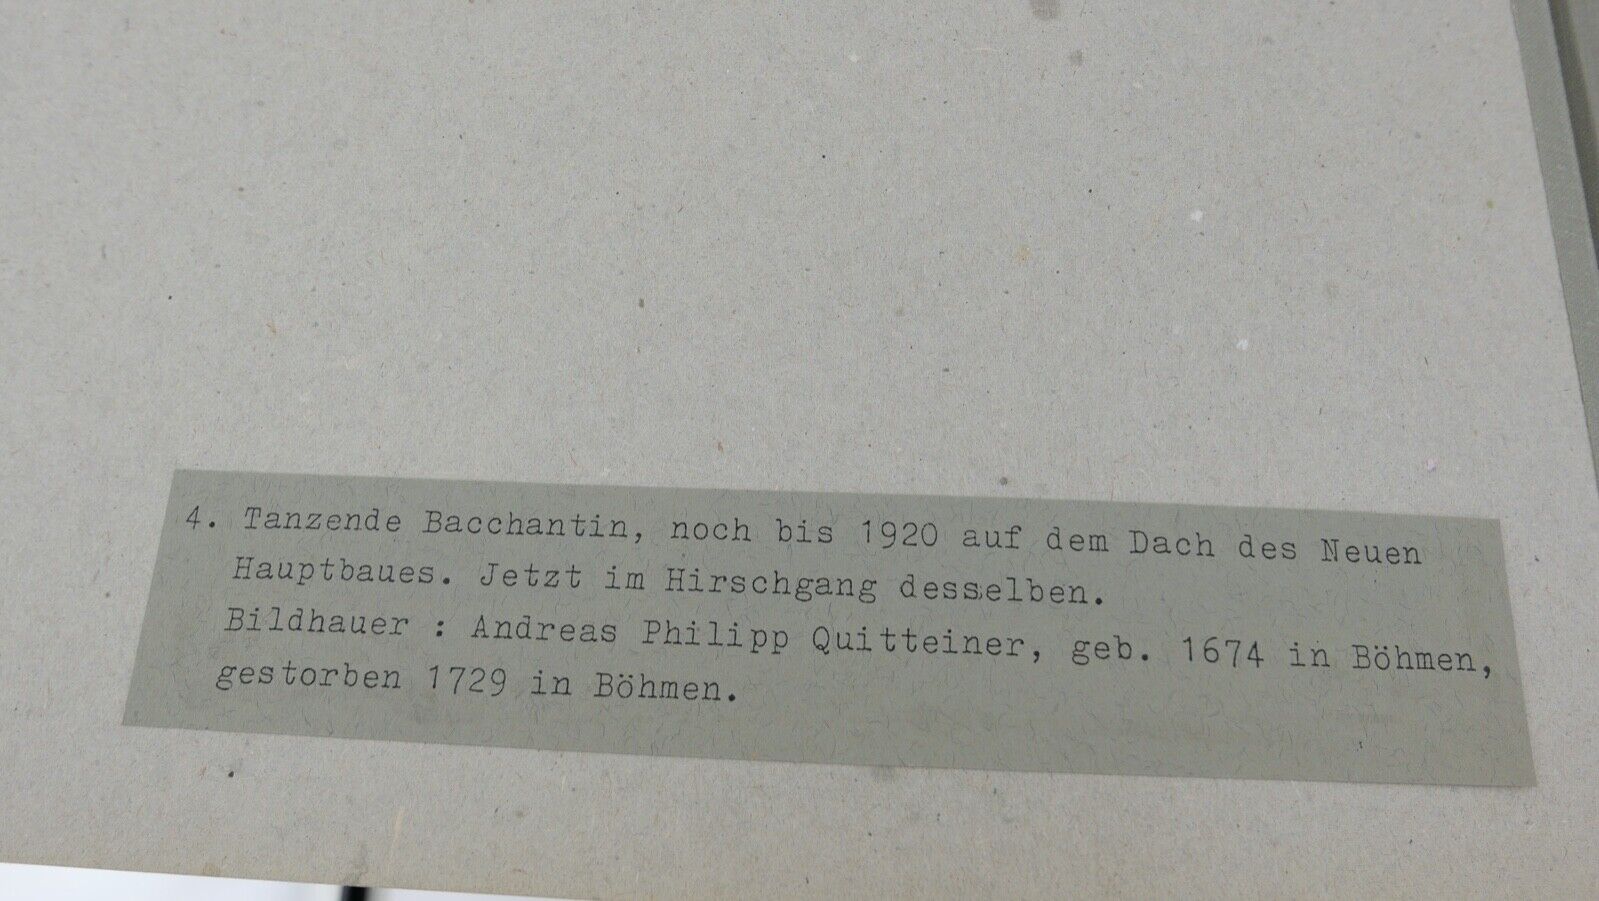 4. Tanzende Bacchantin, noch bis 1920 auf dem Dach des Neuen
Hauptbaues. Jetzt im Hirschgang desselben.
Bildhauer : Andreas Philipp Quitteiner, geb. 1674 in Böhmen,
gestorben 1729 in Böhmen.